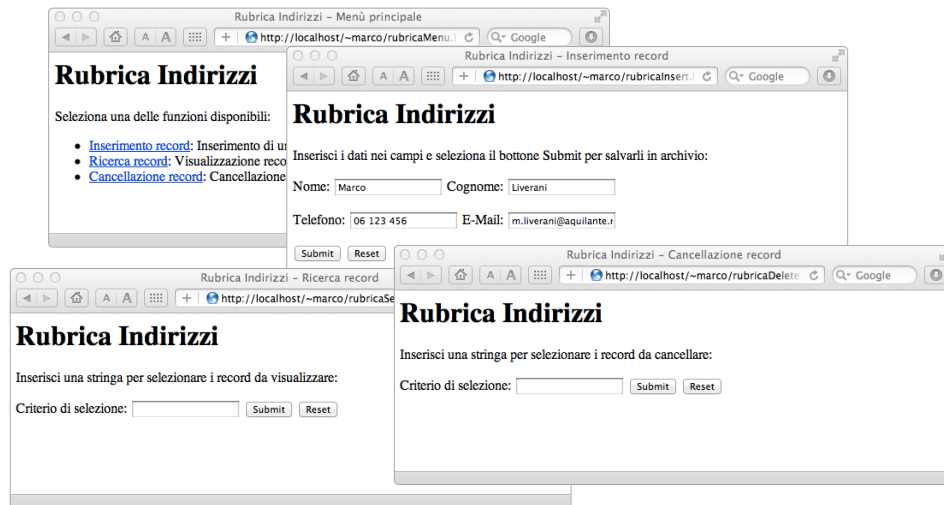 Rubrica Indirizzi – Menù principale
A A + http://localhost/~marco/rubricaMenu. Google
Rubrica Indirizzi
Seleziona una delle funzioni disponibili:
Inserimento record: Inserimento di
Ricerca record: Visualizzazione
Cancellazione record: Cancellazione
Rubrica Indirizzi – Inserimento record
A A + http://localhost/~marco/rubricaInsert. Google
Rubrica Indirizzi
Inserisci i dati nei campi e seleziona il bottone Submit per salvarli in archivio:
Nome: Marco Cognome: Liverani
Telefono: 06 123 456 E-Mail: m.liverani@aquilante.
Submit Reset
Rubrica Indirizzi – Ricerca record
A A + http://localhost/~marco/rubricaSe
Rubrica Indirizzi
Inserisci una stringa per selezionare i record da visualizzare:
Criterio di selezione: Submit Reset
Rubrica Indirizzi – Cancellazione record
A A + http://localhost/~marco/rubricaDelete Google
Rubrica Indirizzi
Inserisci una stringa per selezionare i record da cancellare:
Criterio di selezione: Submit Reset